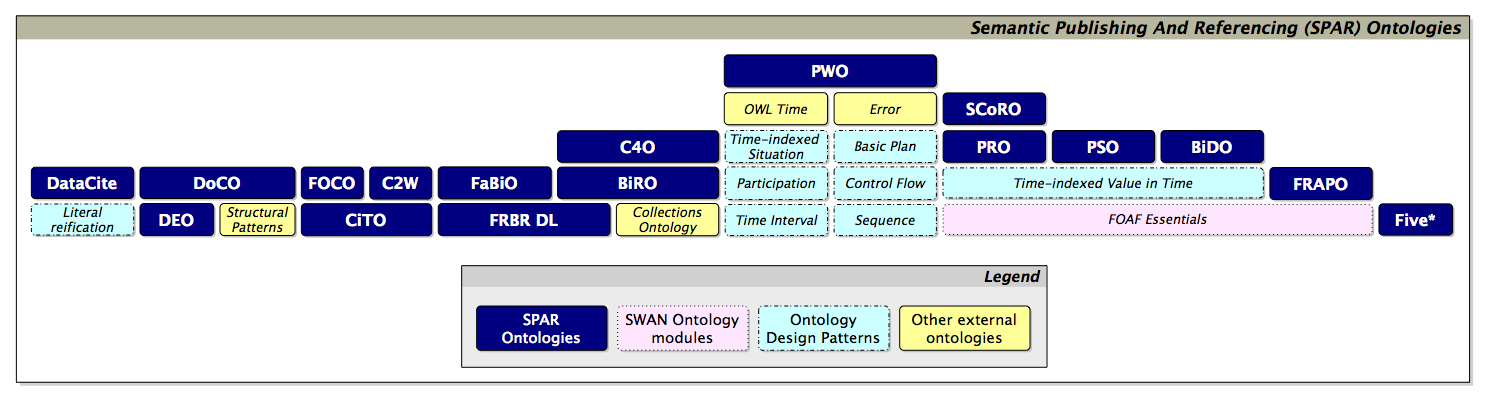 Semantic Publishing And Referencing (SPAR) Ontologies
PWO
OWL Time
Error
SCoRO
C4O
Time-indexed
Situation
Basic Plan
PRO
PSO
BiDO
DataCite
DoCO
FOCO
C2W
FaBiO
BiRO
Participation
Control Flow
Time-indexed Value in Time
FRAPO
Literal
reification
DEO
Structural
Patterns
CiTO
FRBR DL
Collections
Ontology
Time Interval
Sequence
FOAF Essentials
Five*
Legend
SPAR
Ontologies
SWAN Ontology
modules
Ontology
Design Patterns
Other external
ontologies